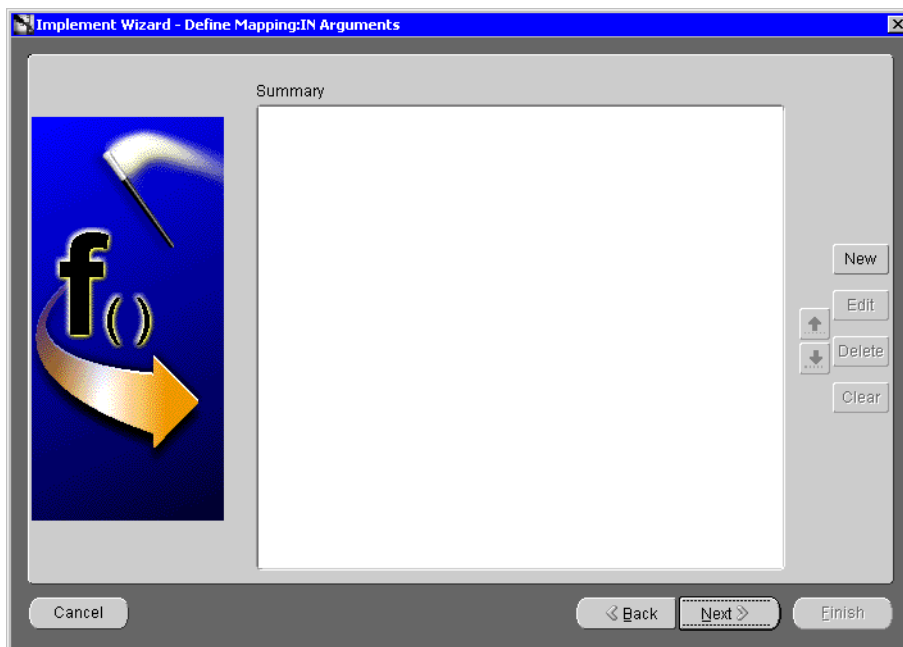 Implement Wizard - Define Mapping:IN Arguments
Summary
f()
New
Edit
Delete
Clear
Cancel
Back
Next
Finish